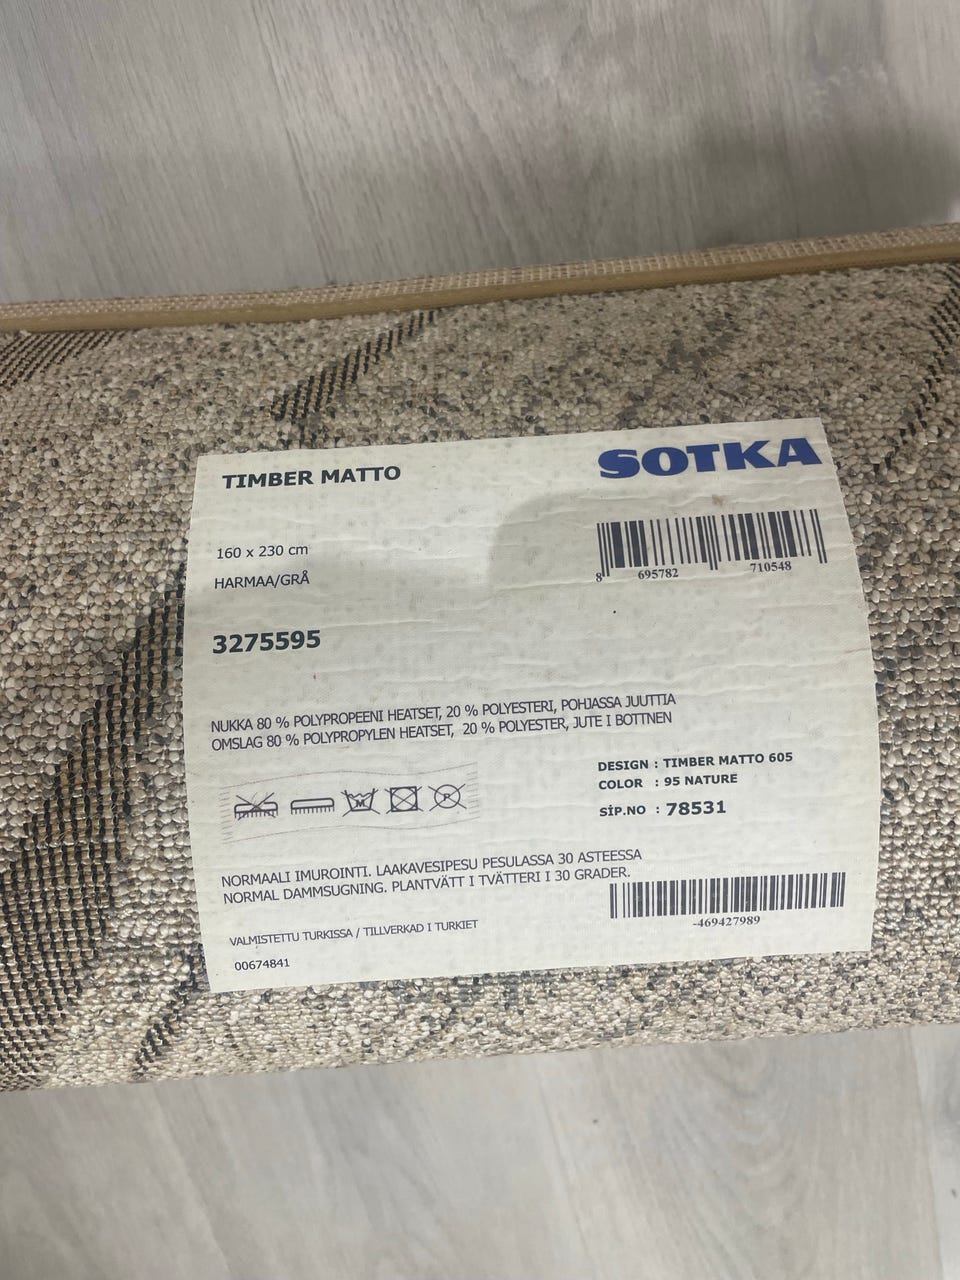 TIMBER MATTO
SOTKA
160 x 230 cm
HARMAA/GRÅ
8 695782 710548
3275595
NUKKA 80 % POLYPROPEENI HEATSET, 20 % POLYESTERI, POHJASSA JUUTTIA
OMSLAG 80 % POLYPROPYLEN HEATSET, 20 % POLYESTER, JUTE I BOTTNEN
DESIGN : TIMBER MATTO 605
COLOR : 95 NATURE
SİP.NO : 78531
M P
NORMAALI IMUROINTI. LAAKAVESIPESU PESULASSA 30 ASTEESSA
NORMAL DAMMSUGNING. PLANTVÄTT I TVÄTTERI I 30 GRADER.
-469427989
VALMISTETTU TURKISSA / TILLVERKAD I TURKIET
00674841